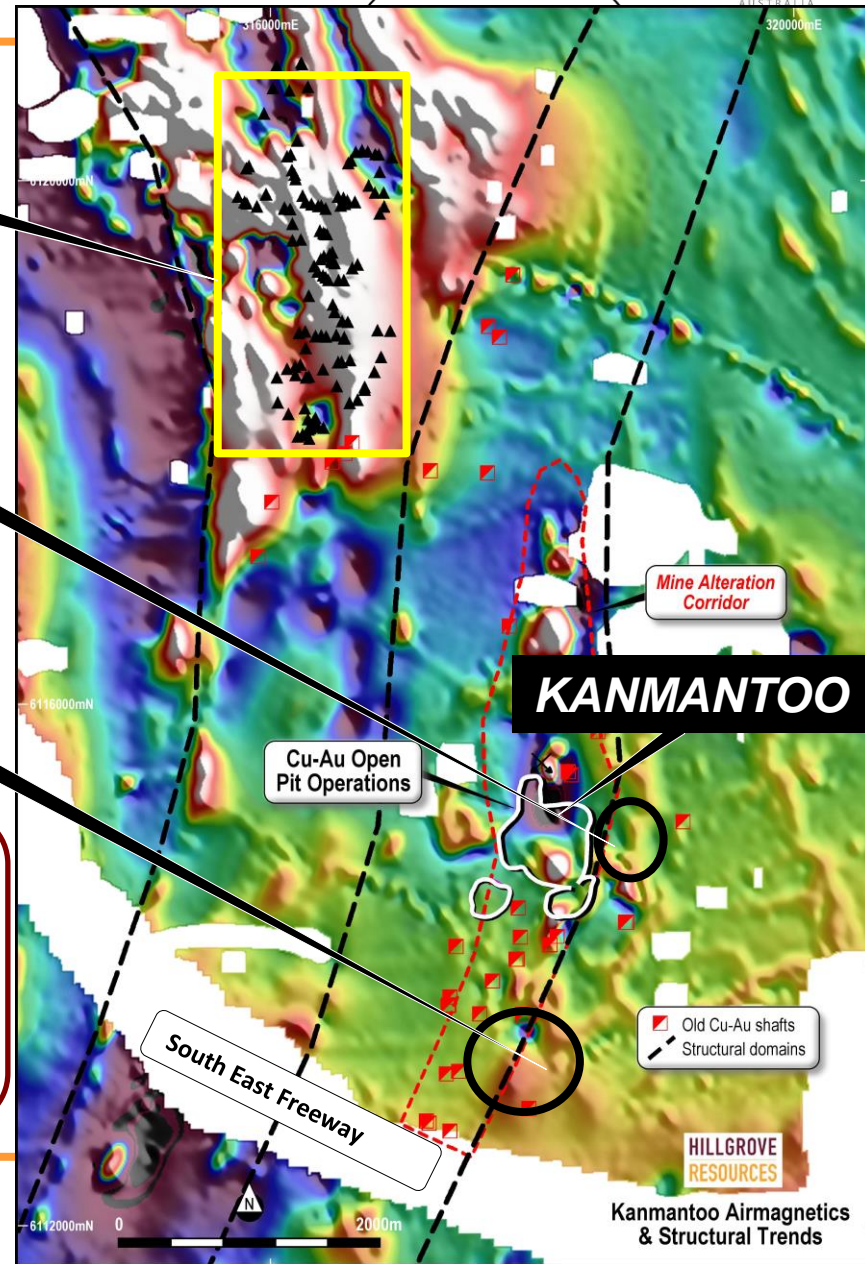 AUSTRALIA
316000mE
320000mE
6120000mN
Mine Alteration
Corridor
KANMANTOO
6116000mN
Cu-Au Open
Pit Operations
Old Cu-Au shafts
Structural domains
South East Freeway
HILLGROVE
RESOURCES
N
Kanmantoo Airmagnetics
& Structural Trends
6112000mN
0
2000m